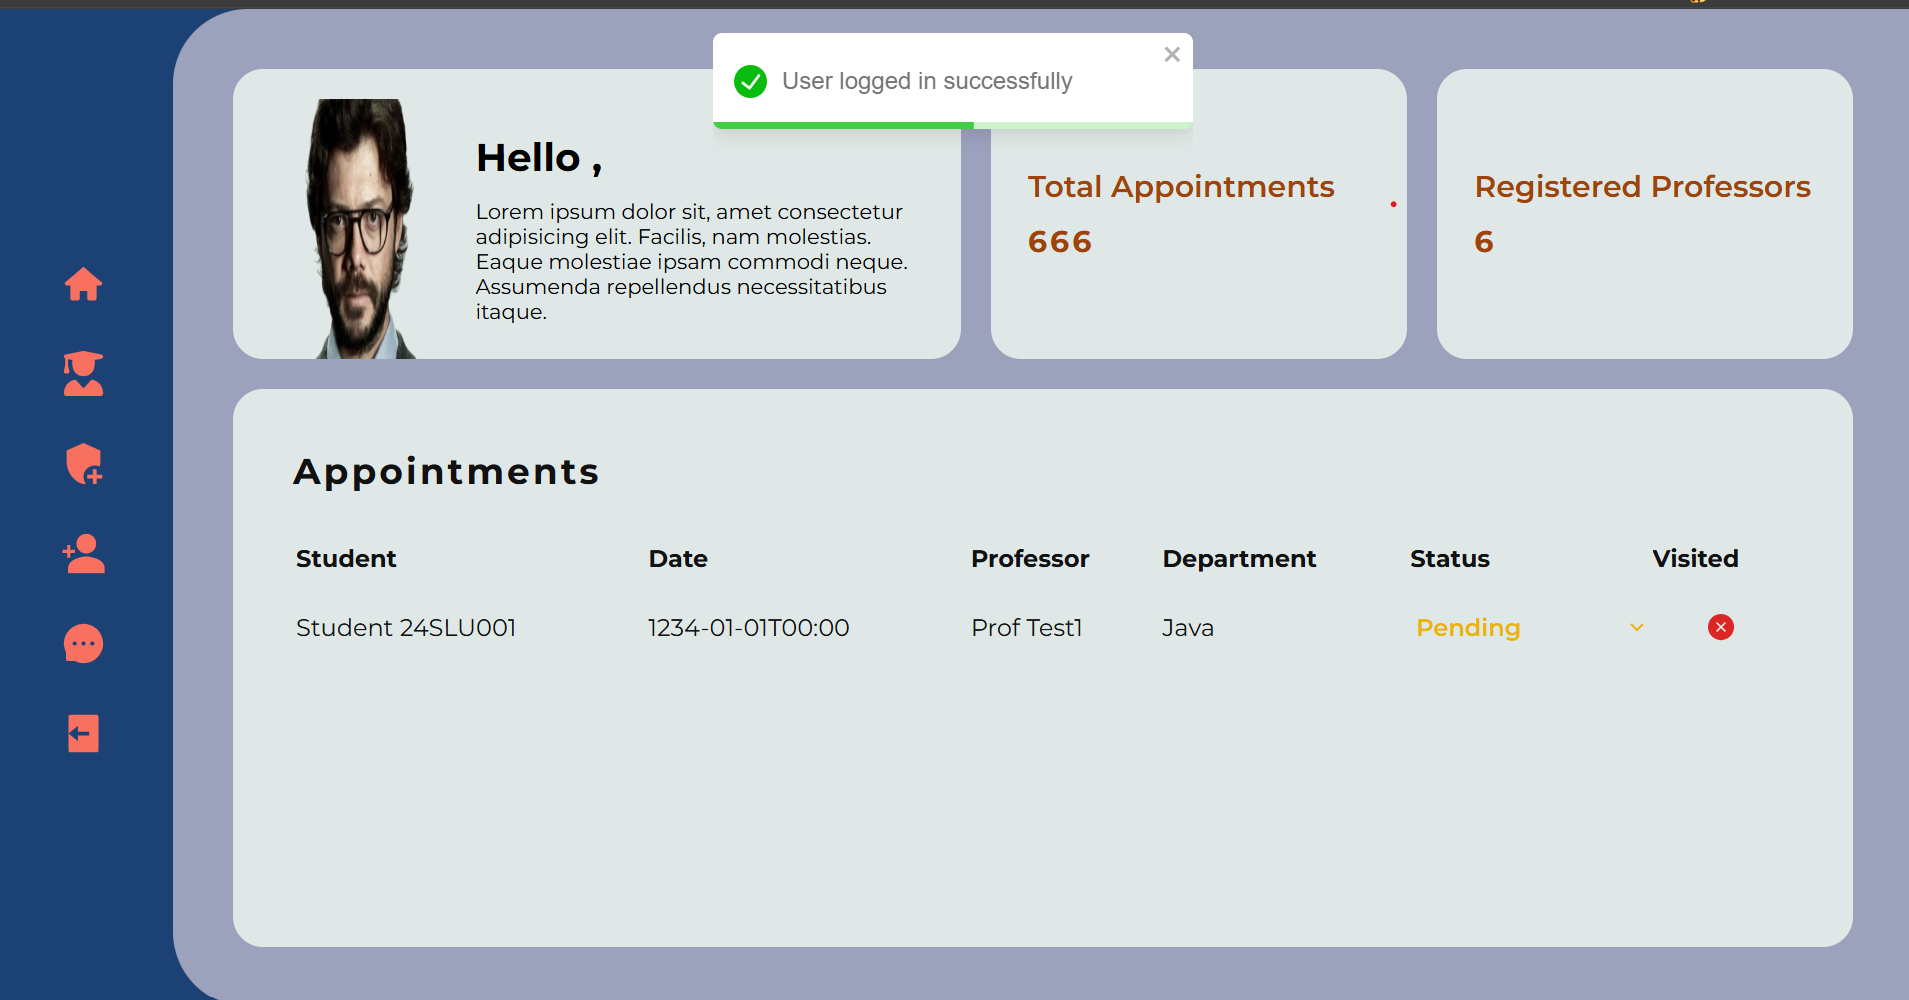 User logged in successfully
Hello ,
Lorem ipsum dolor sit, amet consectetur
adipisicing elit. Facilis, nam molestias.
Eaque molestiae ipsam commodi neque.
Assumenda repellendus necessitatibus
itaque.
Total Appointments
666
Registered Professors
6
Appointments
Student Date Professor Department Status Visited
Student 24SLU001 1234-01-01T00:00 Prof Test1 Java Pending